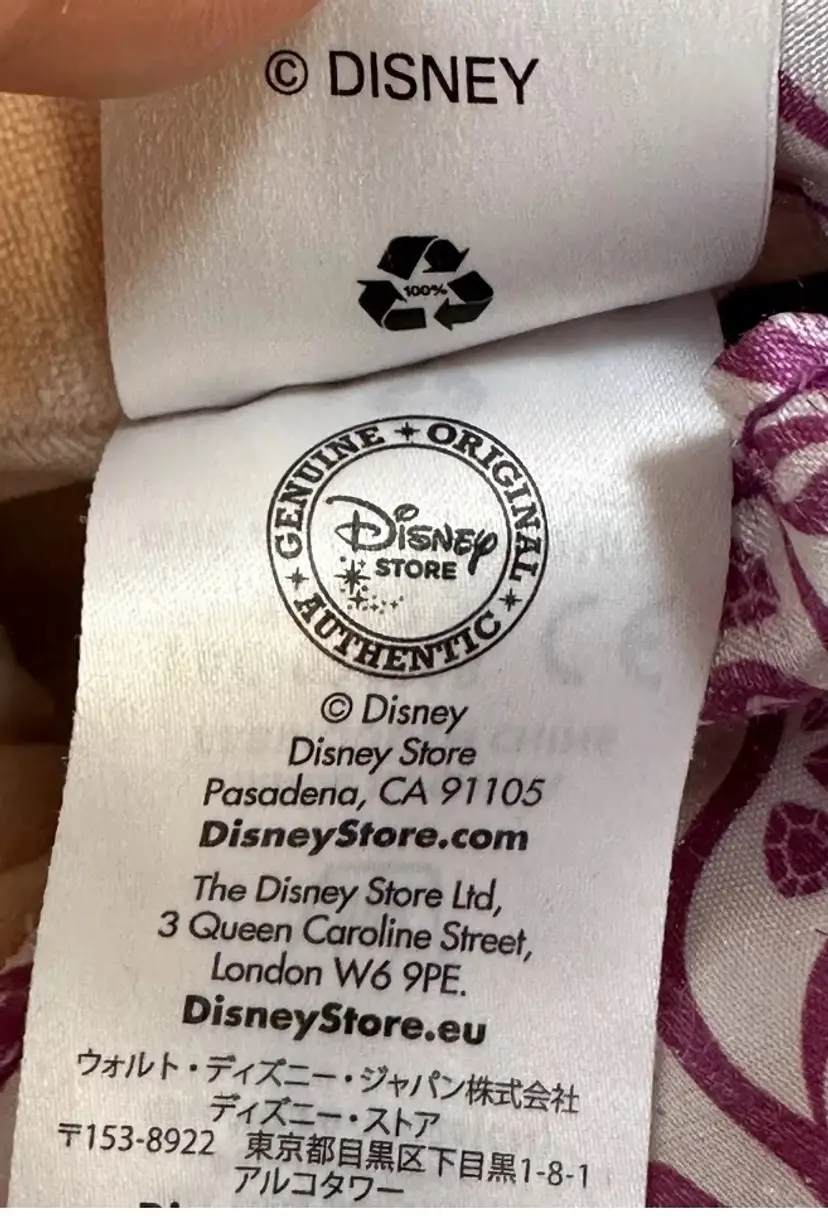 © DISNEY
100%
GENUINE ORIGINAL
Disney
STORE
AUTHENTIC
© Disney
Disney Store
Pasadena, CA 91105
DisneyStore.com
The Disney Store Ltd,
3 Queen Caroline Street,
London W6 9PE.
DisneyStore.eu
ウォルト・ディズニー・ジャパン株式会社
ディズニー・ストア
〒153-8922 東京都目黒区下目黒1-8-1
アルコタワー